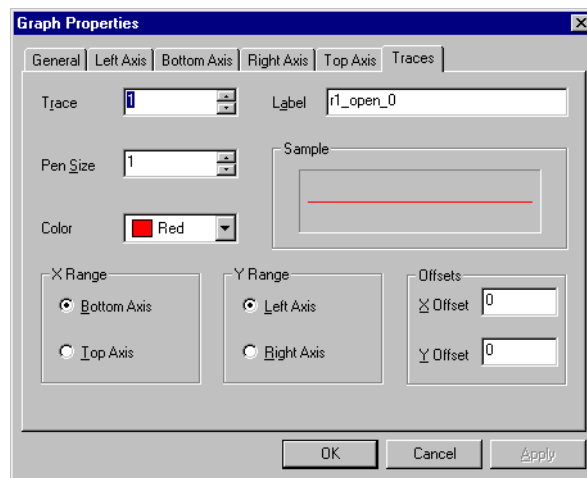 Graph Properties
General Left Axis Bottom Axis Right Axis Top Axis Traces
Trace 1 Label r1_open_0
Pen Size 1 Sample
Color Red
X Range Y Range Offsets
Bottom Axis Left Axis X Offset 0
Top Axis Right Axis Y Offset 0
OK Cancel Apply